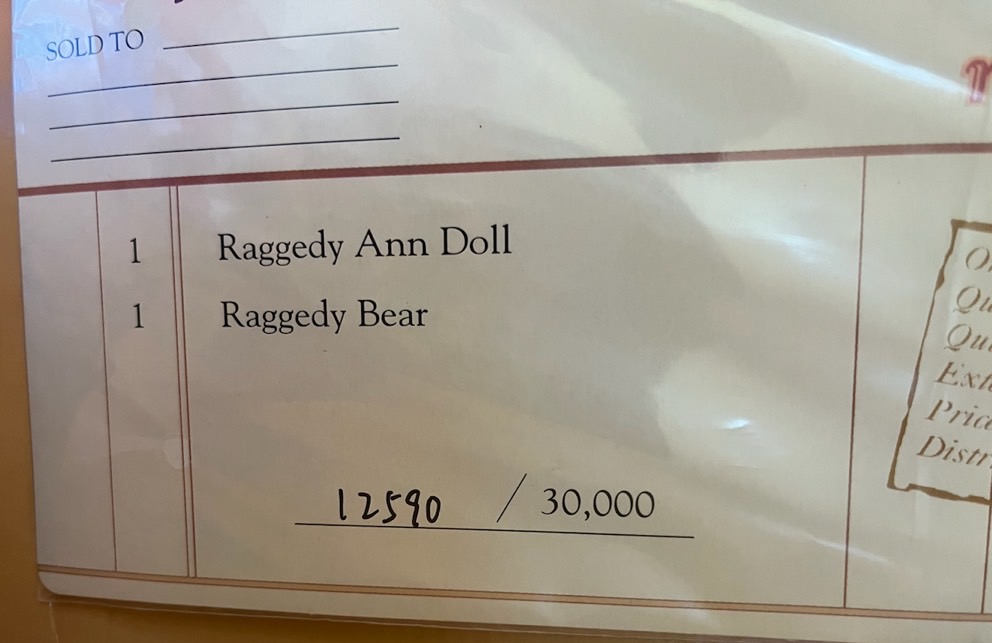 SOLD TO
1 Raggedy Ann Doll
1 Raggedy Bear
12590 / 30,000